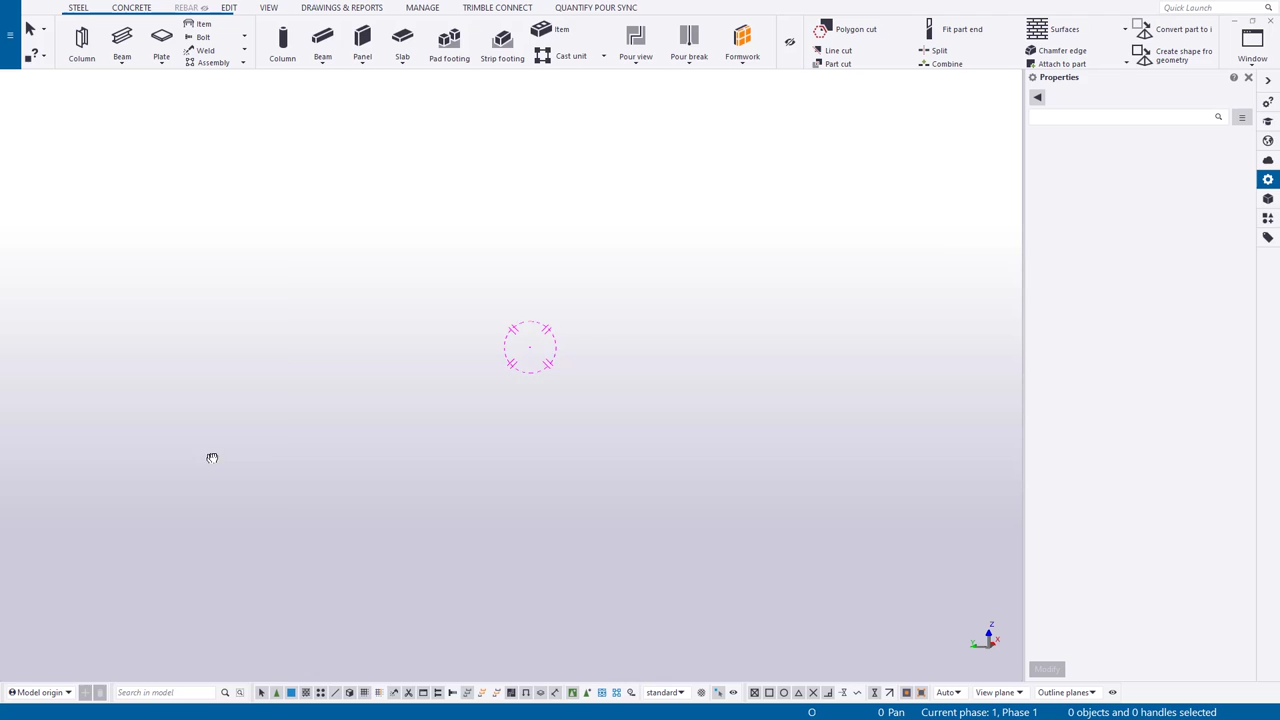 STEEL CONCRETE REBAR EDIT VIEW DRAWINGS & REPORTS MANAGE TRIMBLE CONNECT QUANTIFY POUR SYNC Quick Launch
Column Beam Plate Item Bolt Weld Assembly
Column Beam Panel Slab Pad footing Strip footing Item Cast unit Pour view Pour break Formwork
Polygon cut Line cut Part cut Fit part end Split Combine
Surfaces Chamfer edge Attach to part Convert part to i Create shape from geometry Window
Properties
Modify
Z
X
Y
Model origin Search in model standard Auto View plane Outline planes
O 0 Pan Current phase: 1, Phase 1 0 objects and 0 handles selected